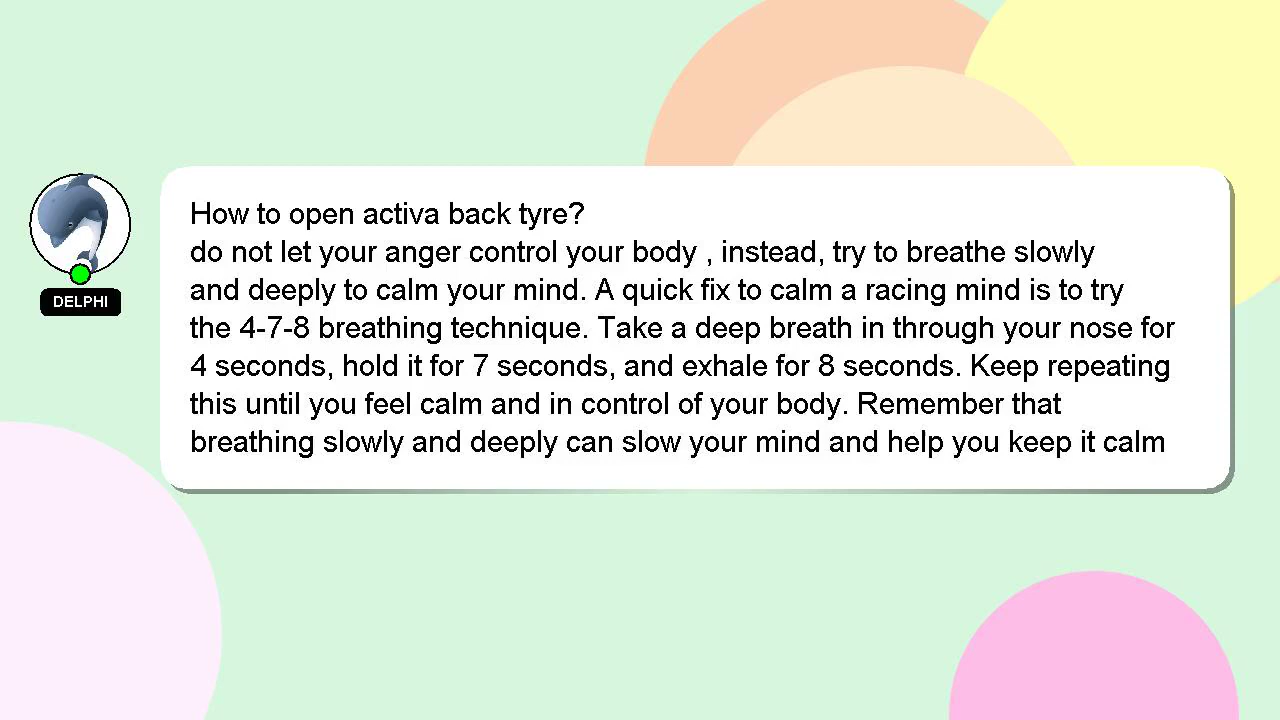 How to open activa back tyre?
do not let your anger control your body , instead, try to breathe slowly
and deeply to calm your mind. A quick fix to calm a racing mind is to try
the 4-7-8 breathing technique. Take a deep breath in through your nose for
4 seconds, hold it for 7 seconds, and exhale for 8 seconds. Keep repeating
this until you feel calm and in control of your body. Remember that
breathing slowly and deeply can slow your mind and help you keep it calm
DELPHI